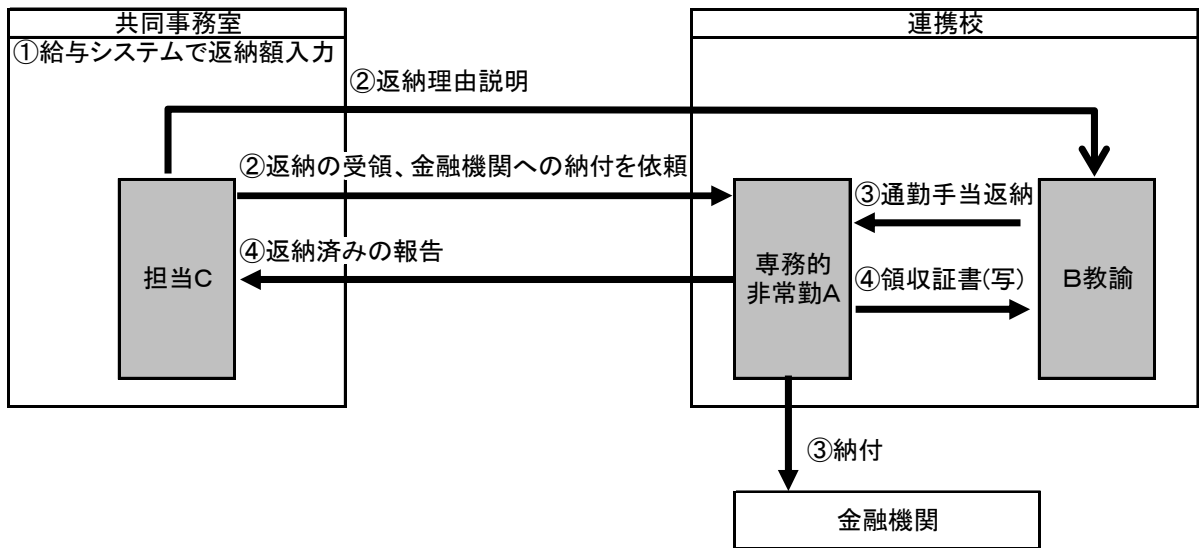 共同事務室
連携校
①給与システムで返納額入力
②返納理由説明
②返納の受領、金融機関への納付を依頼
③通勤手当返納
④返納済みの報告
担当C
専務的
非常勤A
④領収証書(写)
B教諭
③納付
金融機関